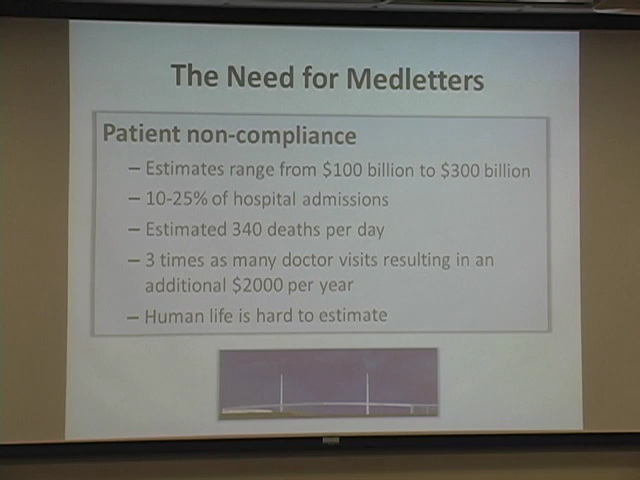 The Need for Medletters
Patient non-compliance
– Estimates range from $100 billion to $300 billion
– 10-25% of hospital admissions
– Estimated 340 deaths per day
– 3 times as many doctor visits resulting in an
additional $2000 per year
– Human life is hard to estimate